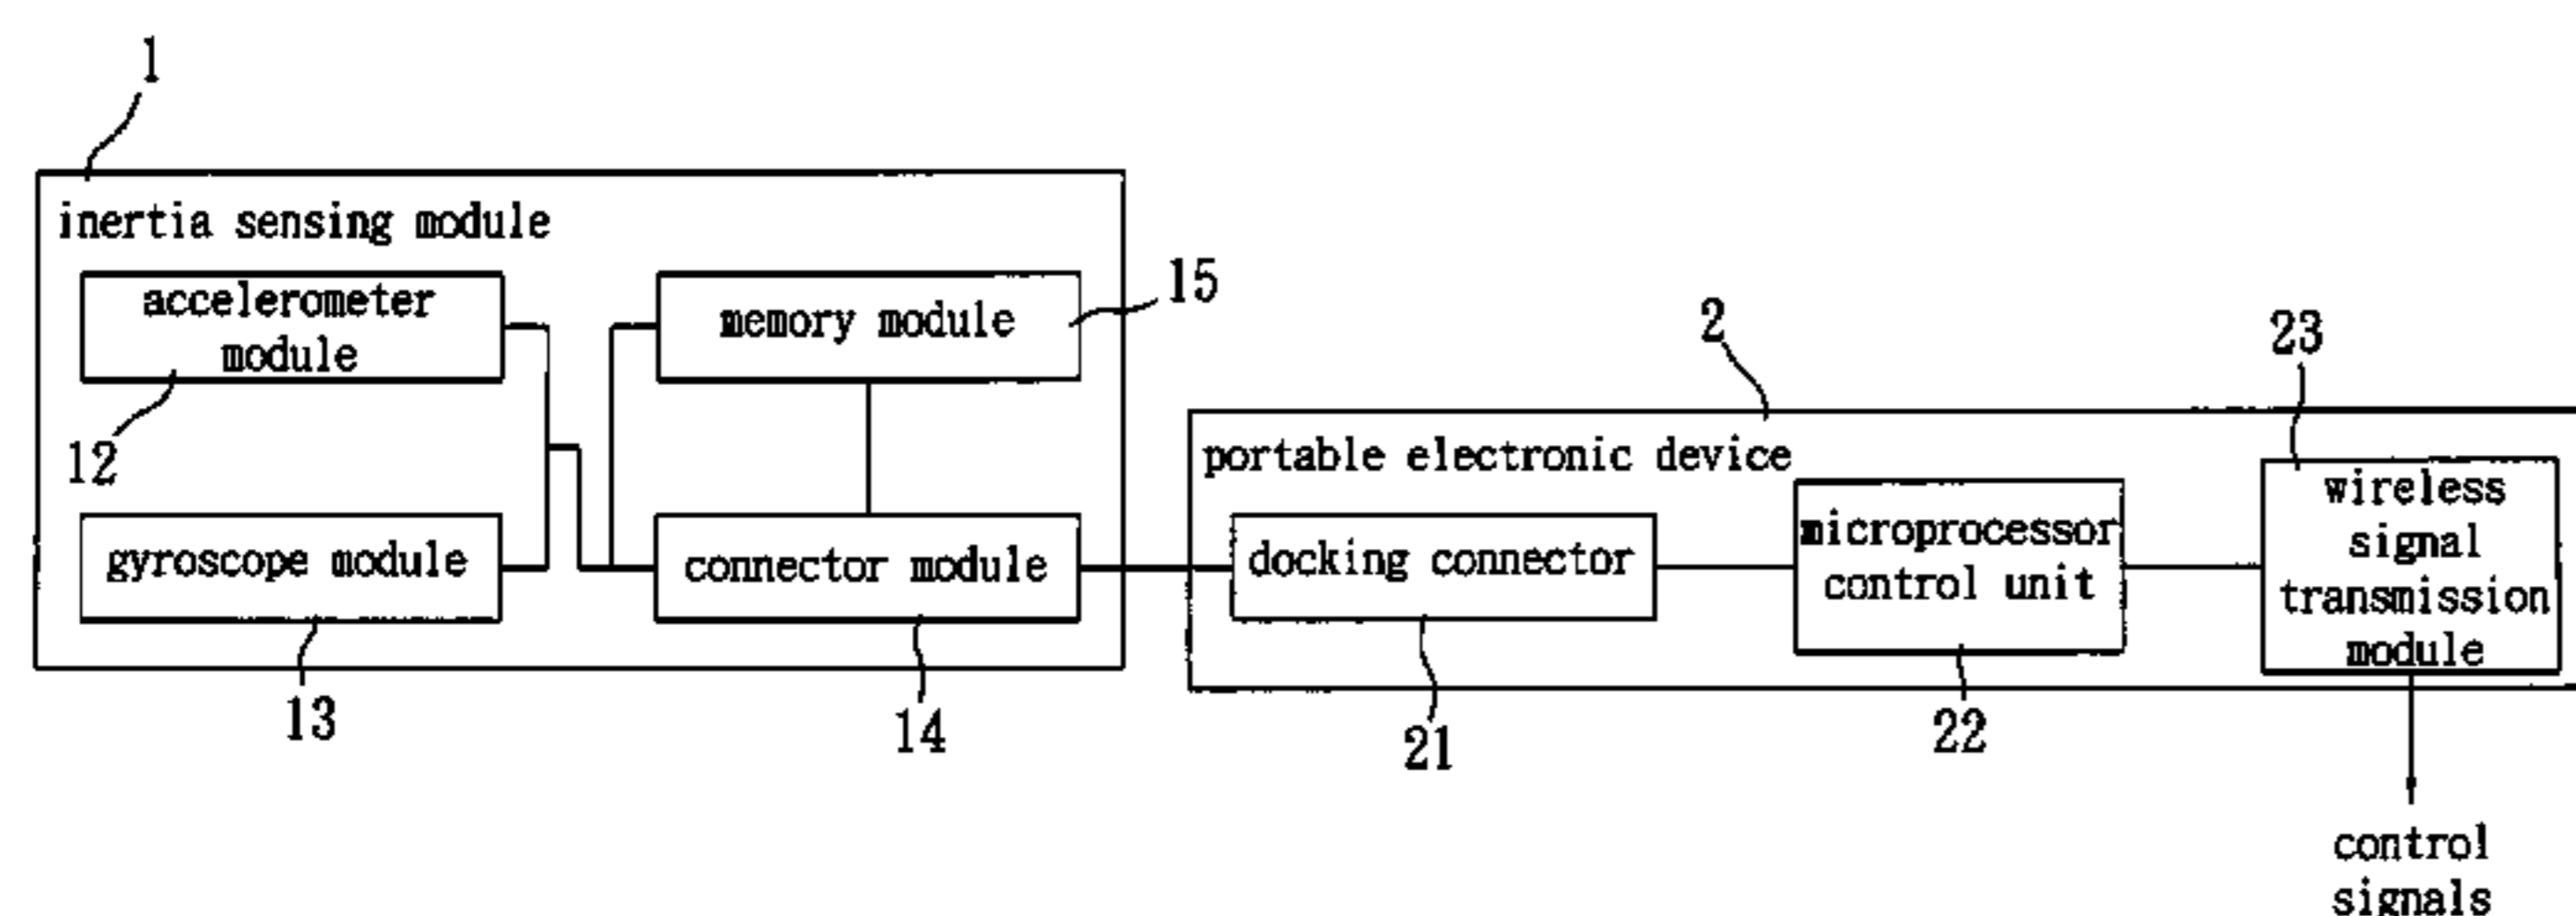 1
inertia sensing module
accelerometer
module
12
memory module
15
gyroscope module
13
connector module
14
2
portable electronic device
docking connector
21
microprocessor
control unit
22
23
wireless
signal
transmission
module
control
signals